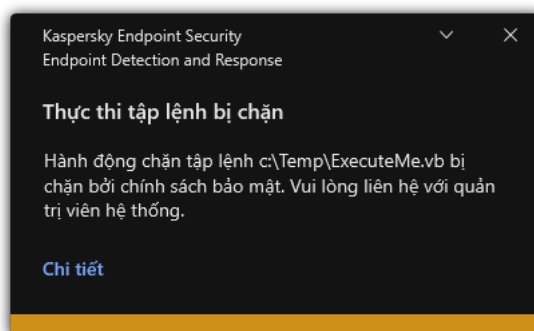 Kaspersky Endpoint Security
Endpoint Detection and Response
Thực thi tập lệnh bị chặn
Hành động chặn tập lệnh c:\Temp\ExecuteMe.vb bị
chặn bởi chính sách bảo mật. Vui lòng liên hệ với quản
trị viên hệ thống.
Chi tiết